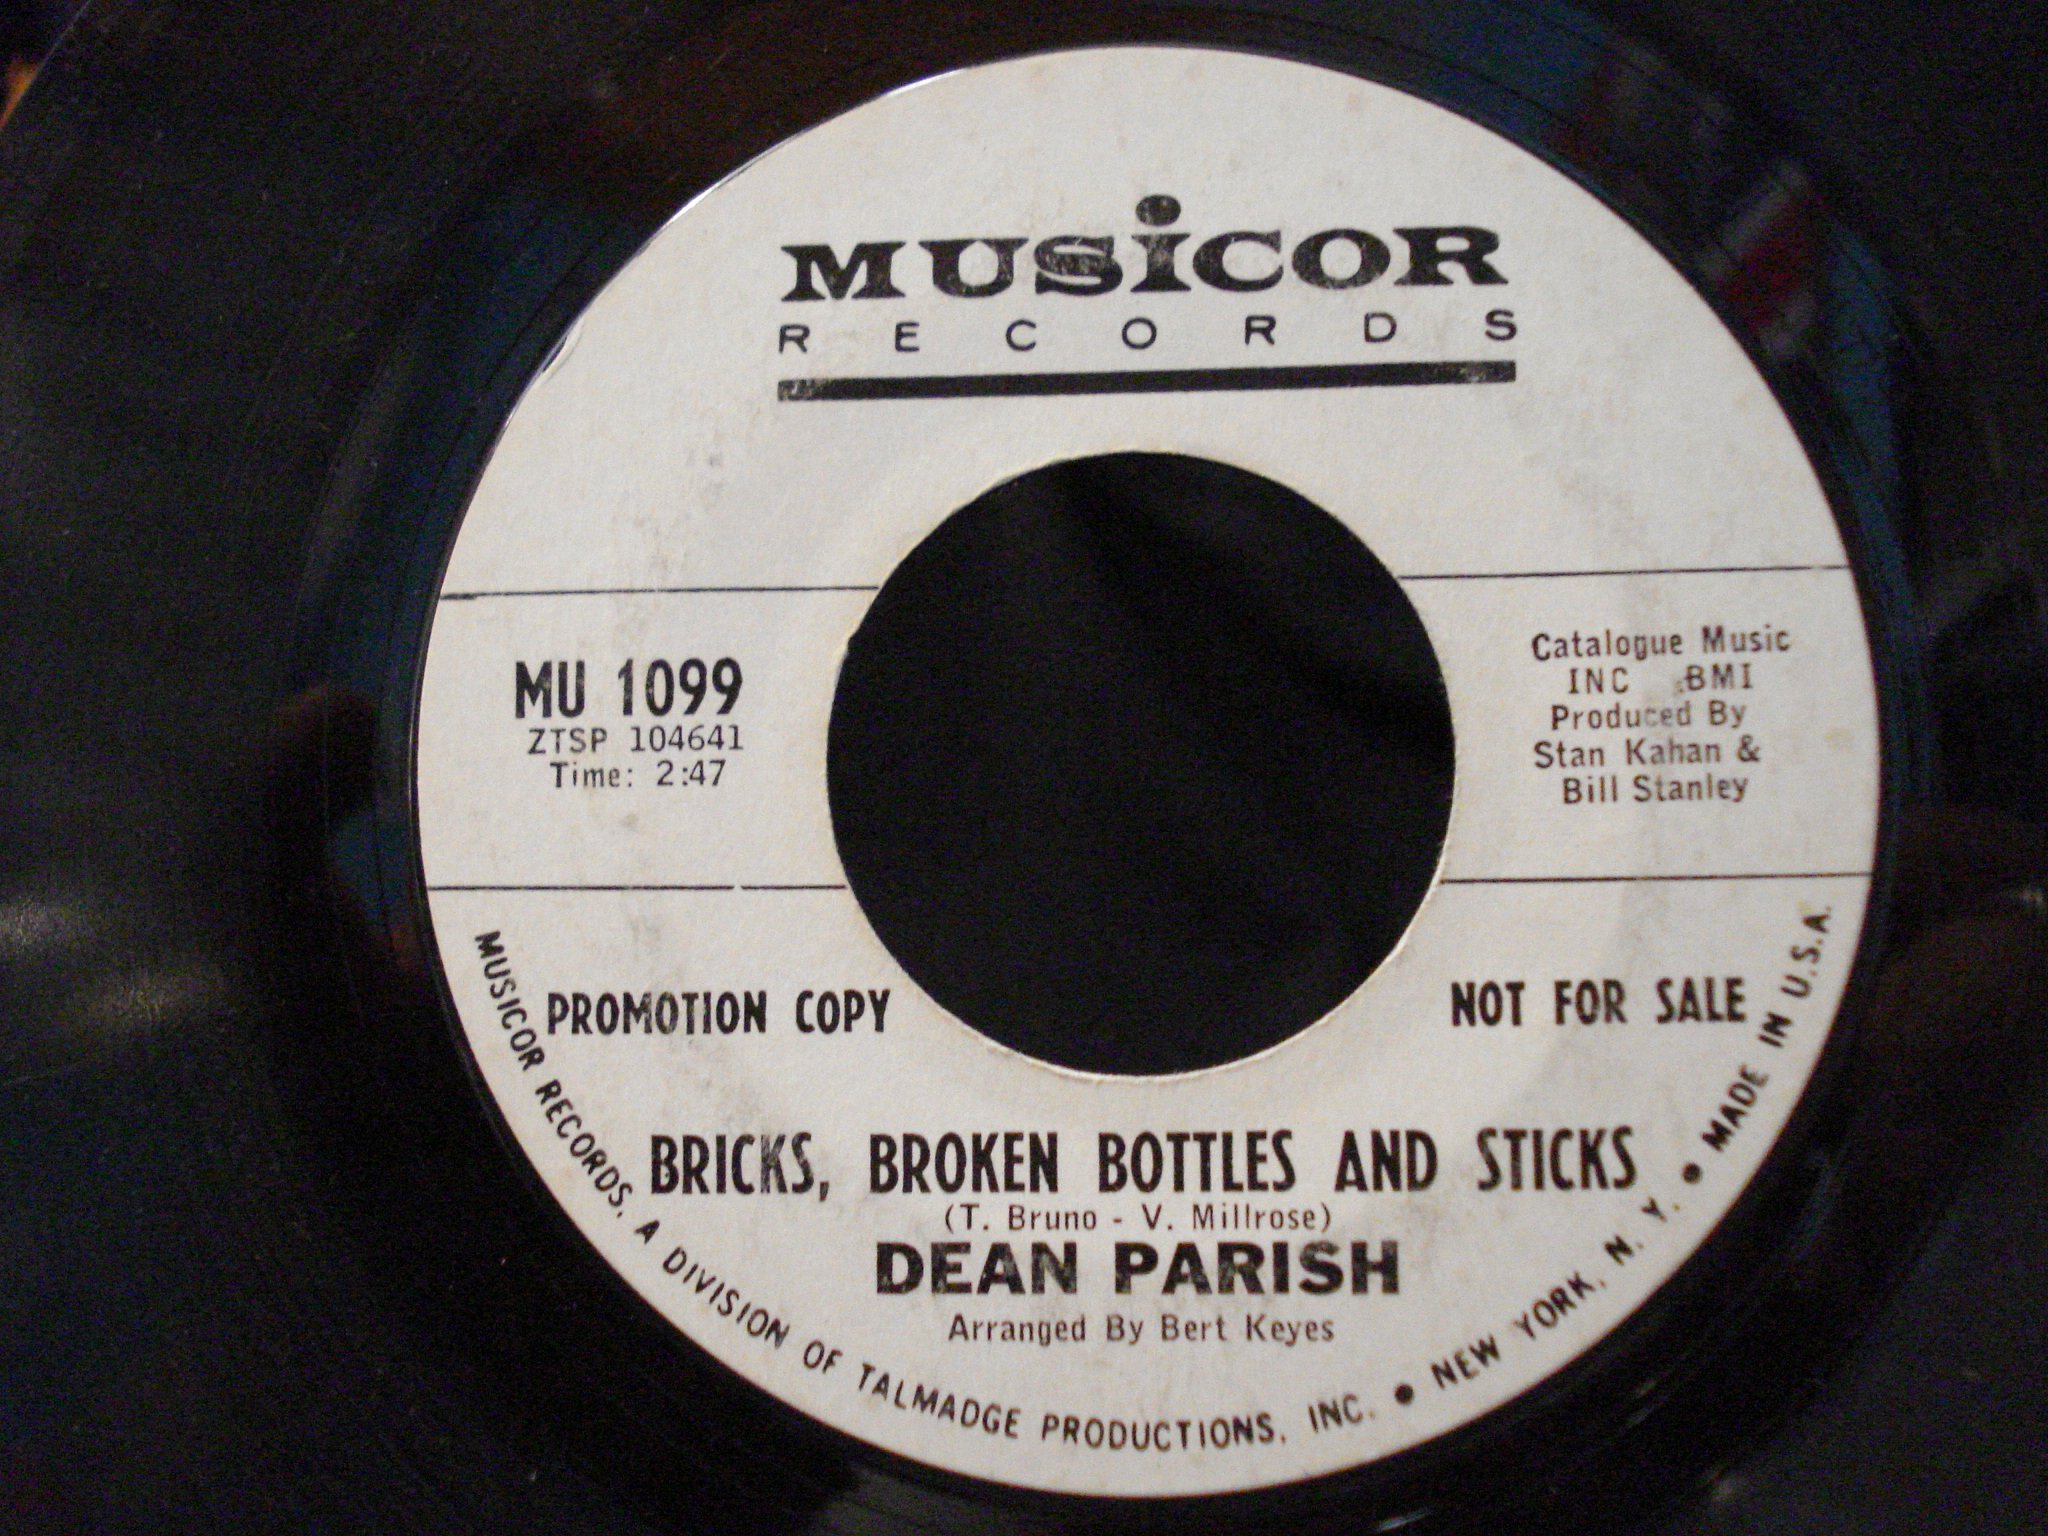 MUSiCOR
RECORDS
MU 1099
ZTSP 104641
Time: 2:47
Catalogue Music
INC BMI
Produced By
Stan Kahan &
Bill Stanley
PROMOTION COPY
NOT FOR SALE
BRICKS, BROKEN BOTTLES AND STICKS
(T. Bruno - V. Millrose)
DEAN PARISH
Arranged By Bert Keyes
MUSICOR RECORDS, A DIVISION OF TALMADGE PRODUCTIONS, INC. • NEW YORK, N. Y. • MADE IN U.S.A.